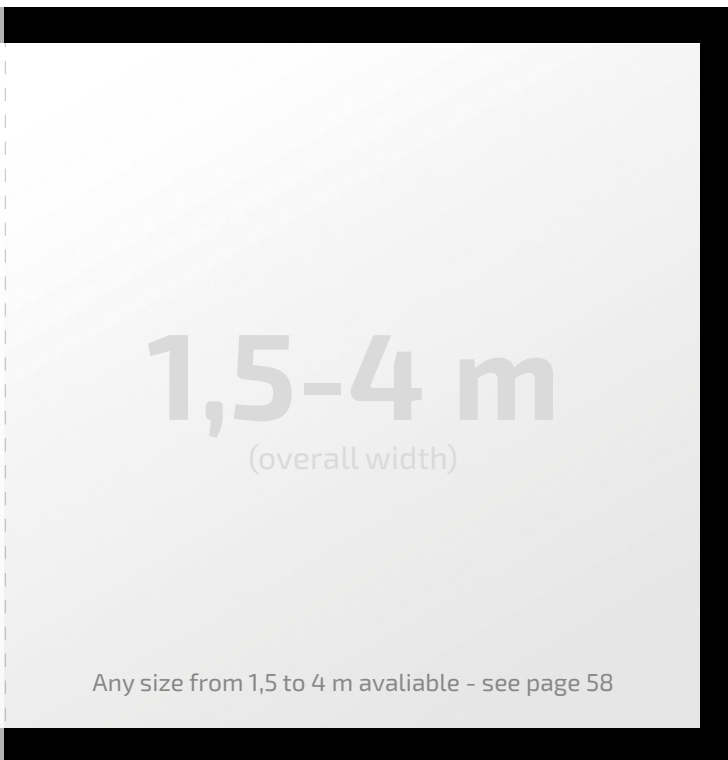 1,5-4 m
(overall width)
Any size from 1,5 to 4 m avaliable - see page 58